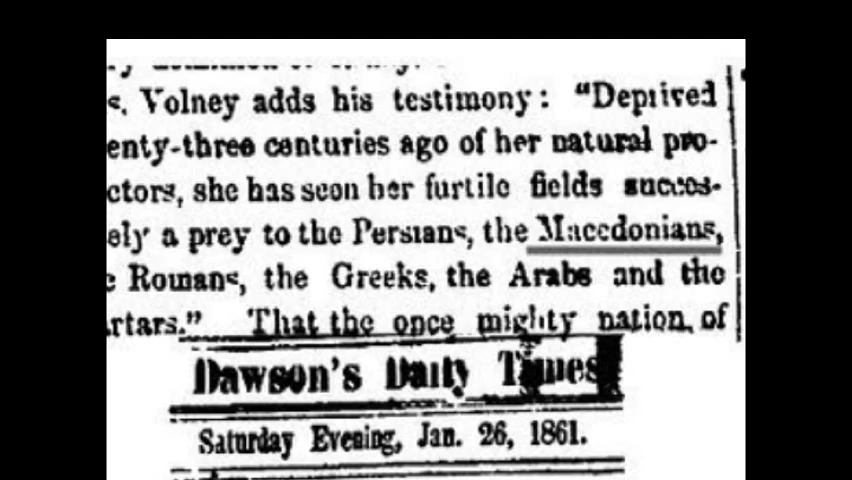 s. Volney adds his testimony: "Deprived
enty-three centuries ago of her natural pro-
ctors, she has seen her furtile fields succes-
ely a prey to the Persians, the Macedonians,
e Romans, the Greeks, the Arabs and the
rtars." That the once mighty nation of
Dawson's Daily Times
Saturday Evening, Jan. 26, 1861.